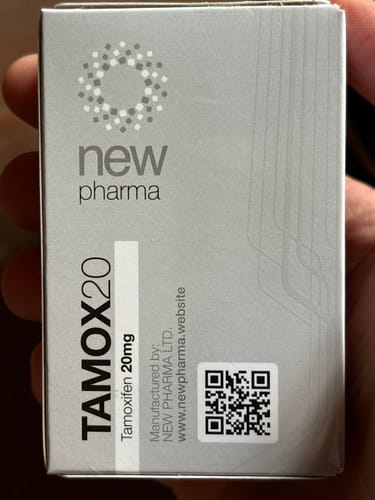 new
pharma
TAMOX20
Tamoxifen 20mg
Manufactured by:
NEW PHARMA LTD.
www.newpharma.website